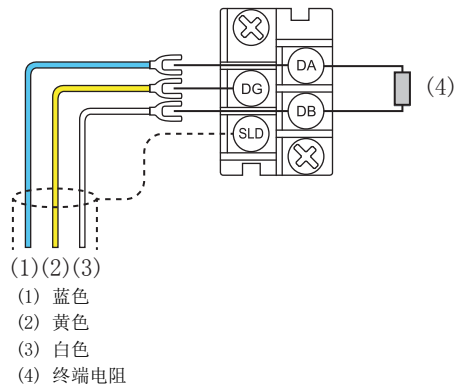 DA
DG
DB
SLD
(4)
(1)(2)(3)
(1) 蓝色
(2) 黄色
(3) 白色
(4) 终端电阻